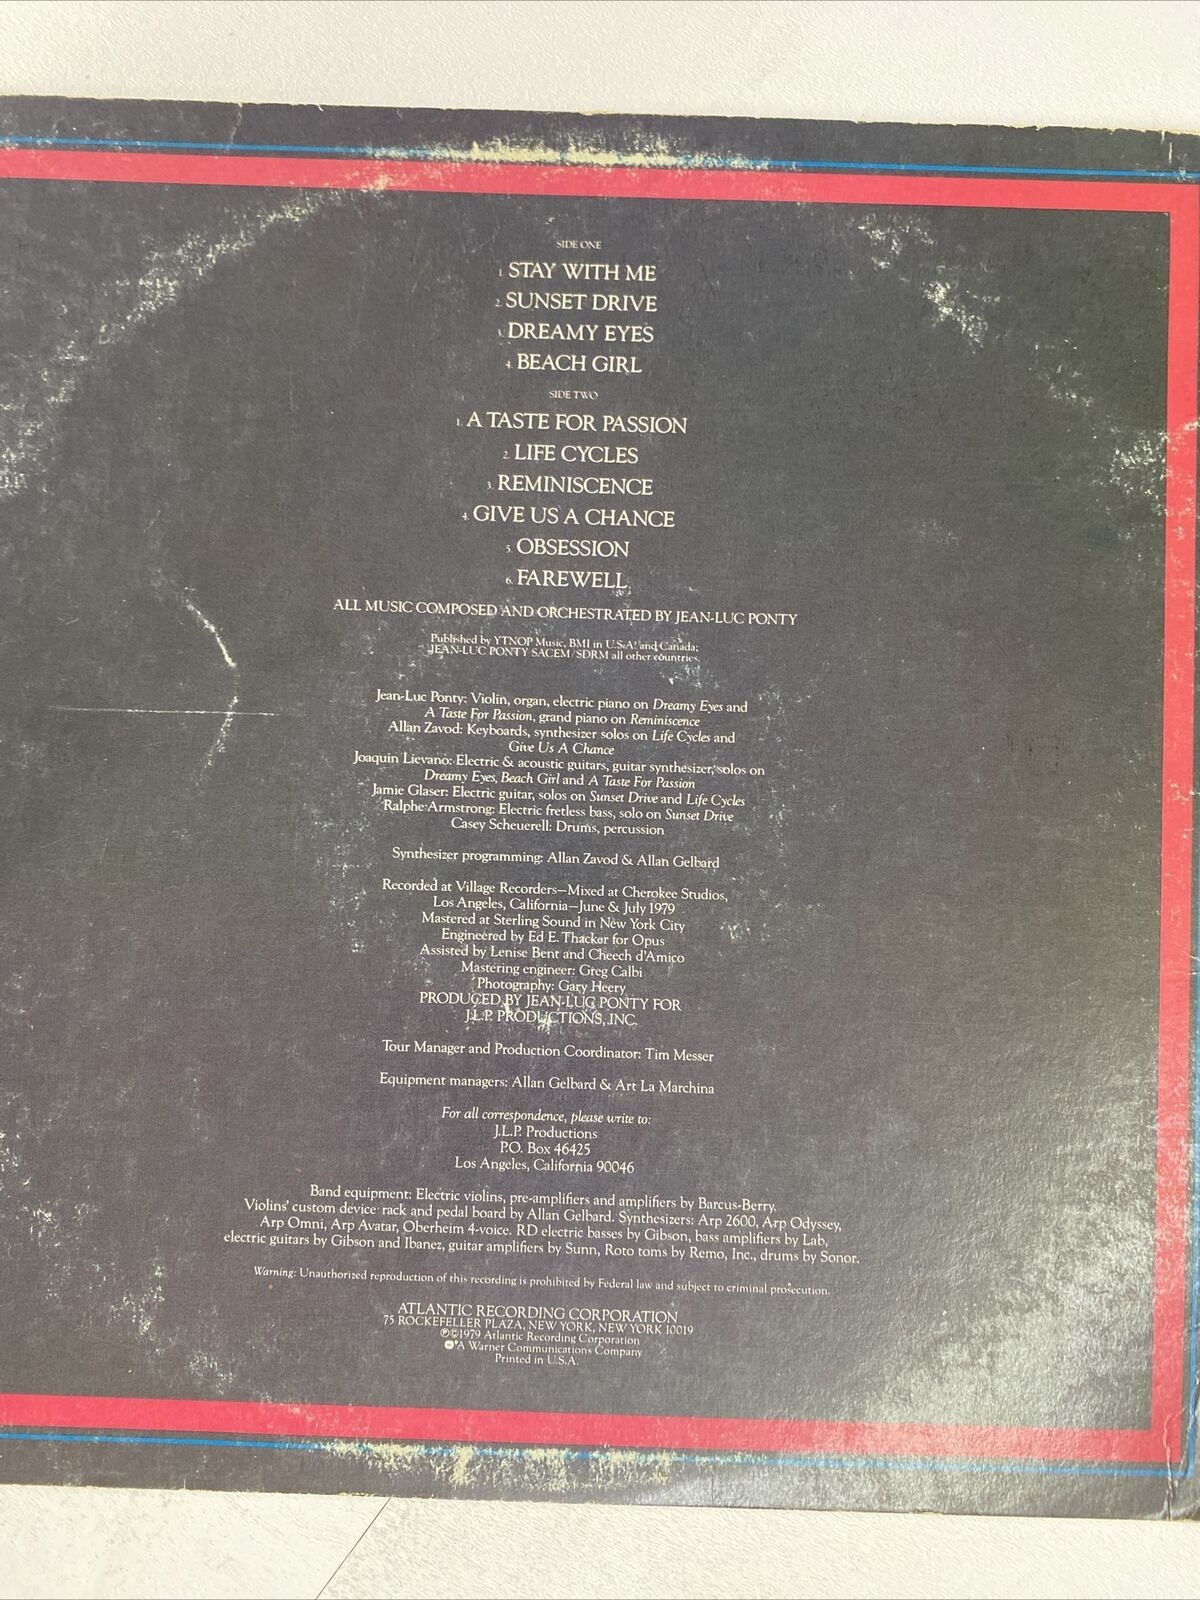 SIDE ONE
1. STAY WITH ME
2. SUNSET DRIVE
3. DREAMY EYES
4. BEACH GIRL
SIDE TWO
1. A TASTE FOR PASSION
2. LIFE CYCLES
3. REMINISCENCE
4. GIVE US A CHANCE
5. OBSESSION
6. FAREWELL
ALL MUSIC COMPOSED AND ORCHESTRATED BY JEAN-LUC PONTY
Published by YTNOP Music, BMI in U.S.A. and Canada;
JEAN-LUC PONTY SACEM/SDRM all other countries.
Jean-Luc Ponty: Violin, organ, electric piano on Dreamy Eyes and
A Taste For Passion, grand piano on Reminiscence
Allan Zavod: Keyboards, synthesizer solos on Life Cycles and
Give Us A Chance
Joaquin Lievano: Electric & acoustic guitars, guitar synthesizer, solos on
Dreamy Eyes, Beach Girl and A Taste For Passion
Jamie Glaser: Electric guitar, solos on Sunset Drive and Life Cycles
Ralphe Armstrong: Electric fretless bass, solo on Sunset Drive
Casey Scheuerell: Drums, percussion
Synthesizer programming: Allan Zavod & Allan Gelbard
Recorded at Village Recorders—Mixed at Cherokee Studios,
Los Angeles, California—June & July 1979
Mastered at Sterling Sound in New York City
Engineered by Ed E. Thacker for Opus
Assisted by Lenise Bent and Cheech d'Amico
Mastering engineer: Greg Calbi
Photography: Gary Heery
PRODUCED BY JEAN-LUC PONTY FOR
J.L.P. PRODUCTIONS, INC.
Tour Manager and Production Coordinator: Tim Messer
Equipment managers: Allan Gelbard & Art La Marchina
For all correspondence, please write to:
J.L.P. Productions
P.O. Box 46425
Los Angeles, California 90046
Band equipment: Electric violins, pre-amplifiers and amplifiers by Barcus-Berry.
Violins' custom device rack and pedal board by Allan Gelbard. Synthesizers: Arp 2600, Arp Odyssey,
Arp Omni, Arp Avatar, Oberheim 4-voice. RD electric basses by Gibson, bass amplifiers by Lab,
electric guitars by Gibson and Ibanez, guitar amplifiers by Sunn, Roto toms by Remo, Inc., drums by Sonor.
Warning: Unauthorized reproduction of this recording is prohibited by Federal law and subject to criminal prosecution.
ATLANTIC RECORDING CORPORATION
75 ROCKEFELLER PLAZA, NEW YORK, NEW YORK 10019
℗©1979 Atlantic Recording Corporation
A Warner Communications Company
Printed in U.S.A.